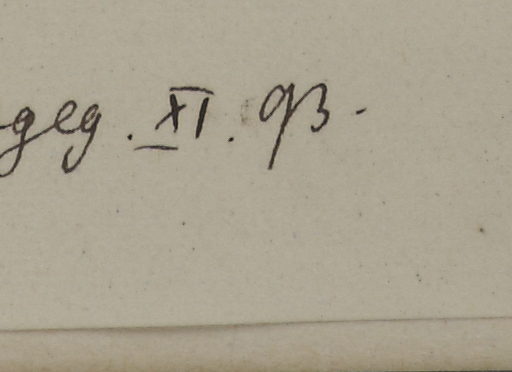 geg. XI. 93.